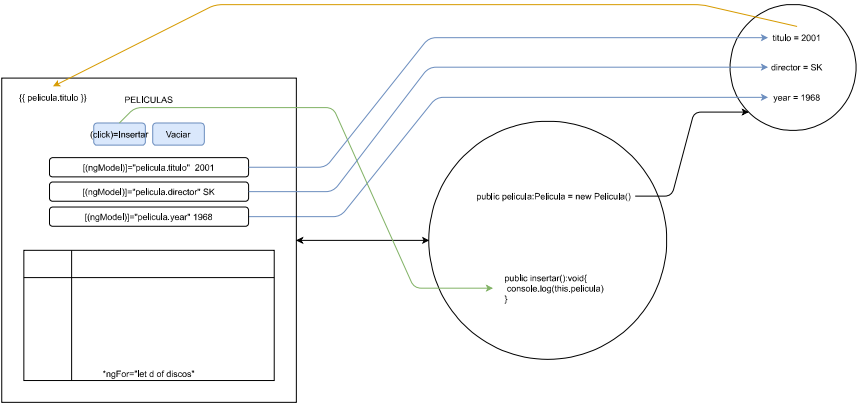 titulo = 2001
director = SK
year = 1968
{{ pelicula.titulo }}
PELÍCULAS
(click)=Insertar
Vaciar
[(ngModel)]="pelicula.titulo" 2001
[(ngModel)]="pelicula.director" SK
[(ngModel)]="pelicula.year" 1968
*ngFor="let d of discos"
public pelicula:Pelicula = new Pelicula()
public insertar():void{
console.log(this.pelicula)
}